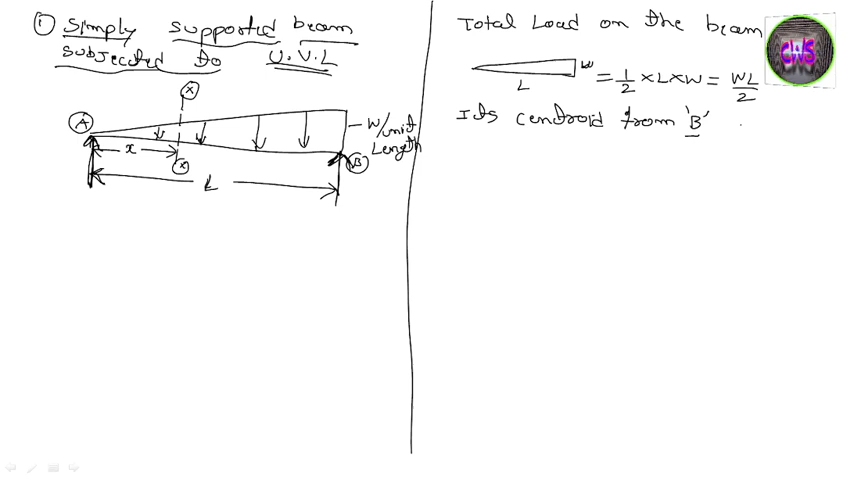 ① Simply supported beam
subjected to U.V.L
Ⓧ
Ⓐ
W/unit
Length
x
Ⓧ
Ⓑ
L
Total Load on the beam
W
L
= 1/2 × L × W = WL/2
Its centroid from 'B'
CWS